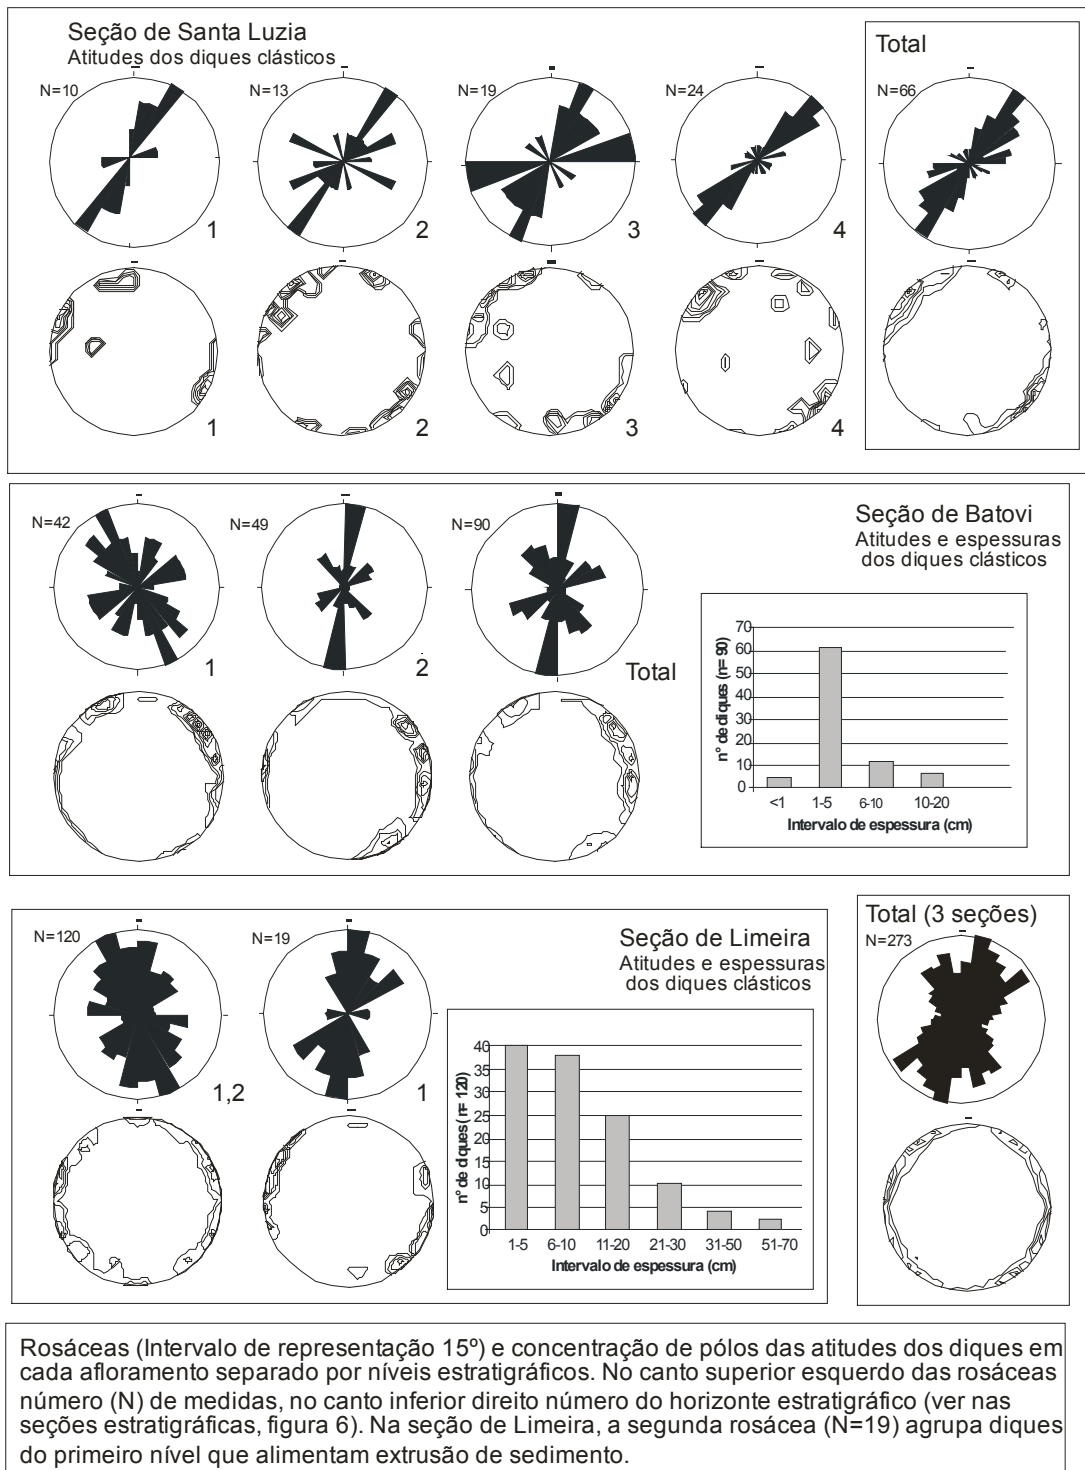 Seção de Santa Luzia
Atitudes dos diques clásticos
Total
N=10
N=13
N=19
N=24
N=66
1
2
3
4
1
2
3
4
Seção de Batovi
Atitudes e espessuras
dos diques clásticos
N=42
N=49
N=90
1
2
Total
70
60
50
40
30
20
10
0
n° de diques (n= 90)
<1
1-5
6-10
10-20
Intervalo de espessura (cm)
Seção de Limeira
Atitudes e espessuras
dos diques clásticos
N=120
N=19
1,2
1
40
35
30
25
20
15
10
5
0
n° de diques (n= 120)
1-5
6-10
11-20
21-30
31-50
51-70
Intervalo de espessura (cm)
Total (3 seções)
N=273
Rosáceas (Intervalo de representação 15º) e concentração de pólos das atitudes dos diques em
cada afloramento separado por níveis estratigráficos. No canto superior esquerdo das rosáceas
número (N) de medidas, no canto inferior direito número do horizonte estratigráfico (ver nas
seções estratigráficas, figura 6). Na seção de Limeira, a segunda rosácea (N=19) agrupa diques
do primeiro nível que alimentam extrusão de sedimento.